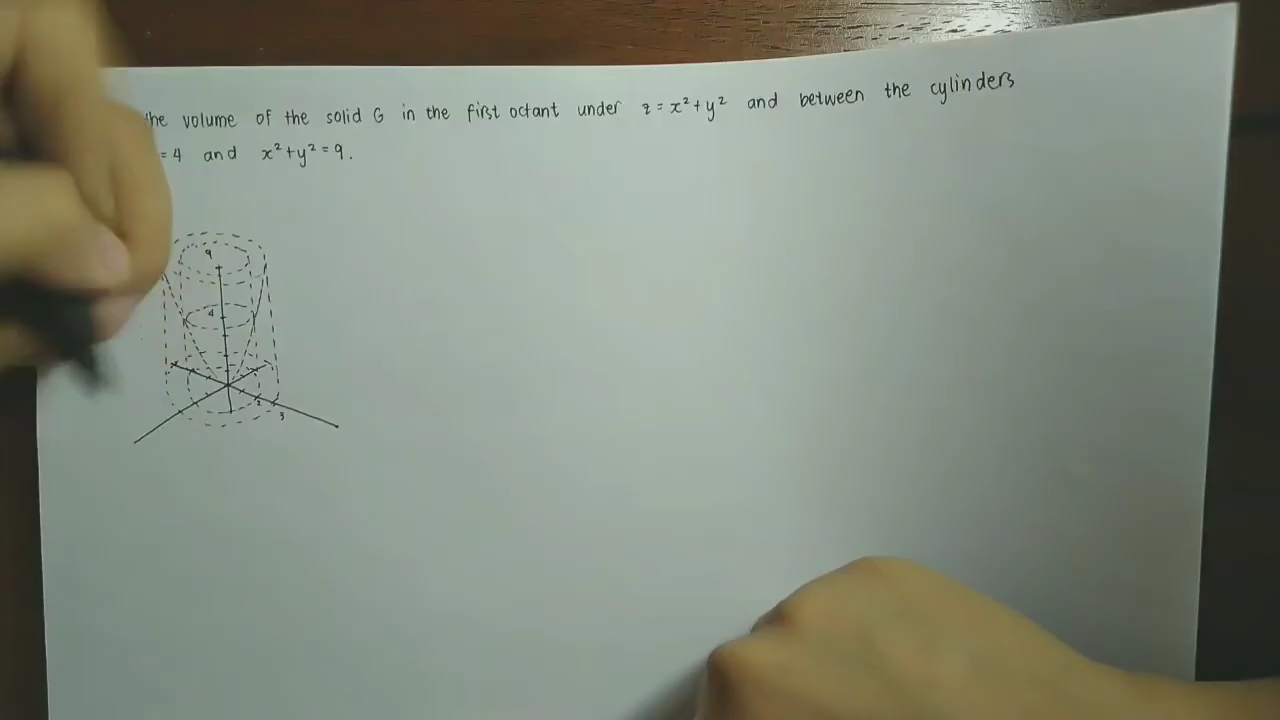 the volume of the solid G in the first octant under z = x² + y² and between the cylinders
= 4 and x² + y² = 9.
9
4
2
3